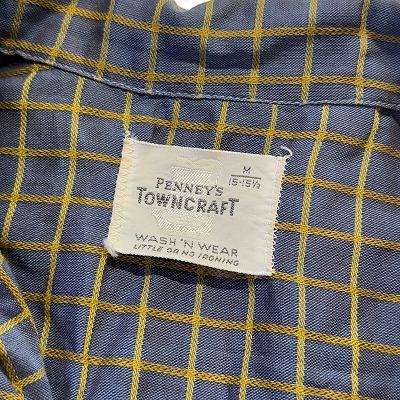 M
15-15½
PENNEY'S
TOWNCRAFT
WASH 'N WEAR
LITTLE OR NO IRONING